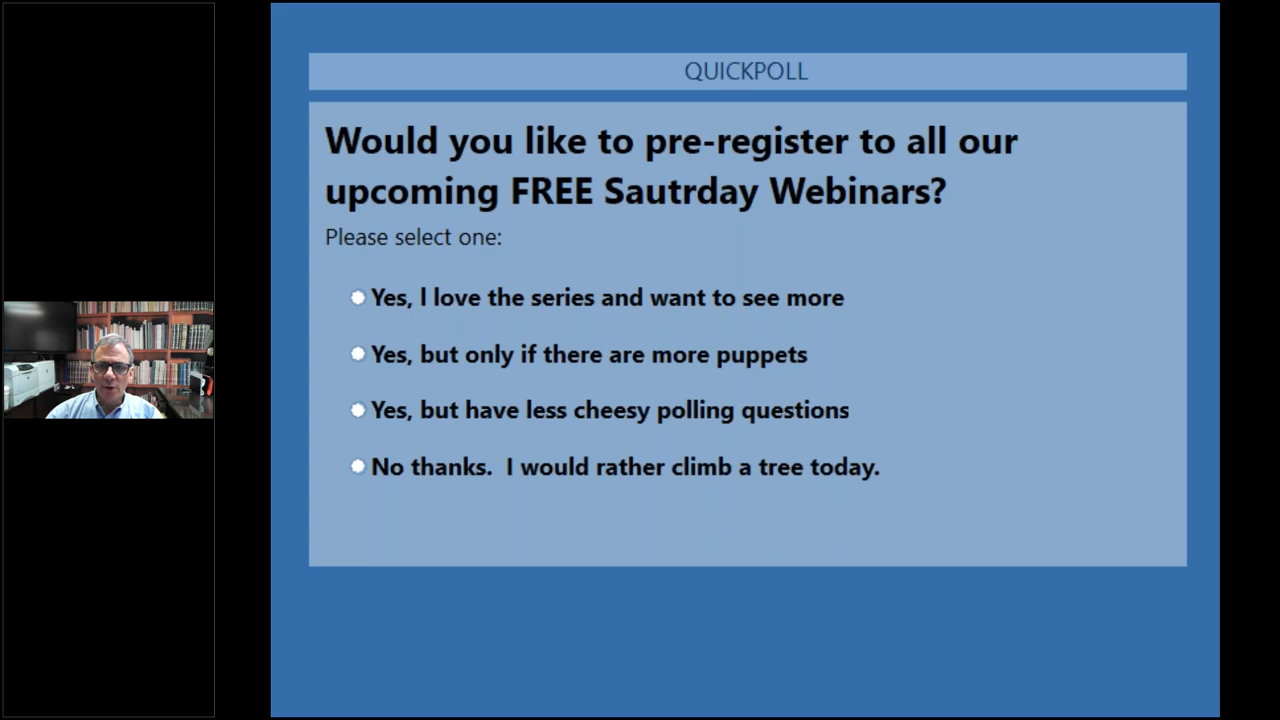 QUICKPOLL
Would you like to pre-register to all our
upcoming FREE Sautrday Webinars?
Please select one:
Yes, I love the series and want to see more
Yes, but only if there are more puppets
Yes, but have less cheesy polling questions
No thanks.  I would rather climb a tree today.